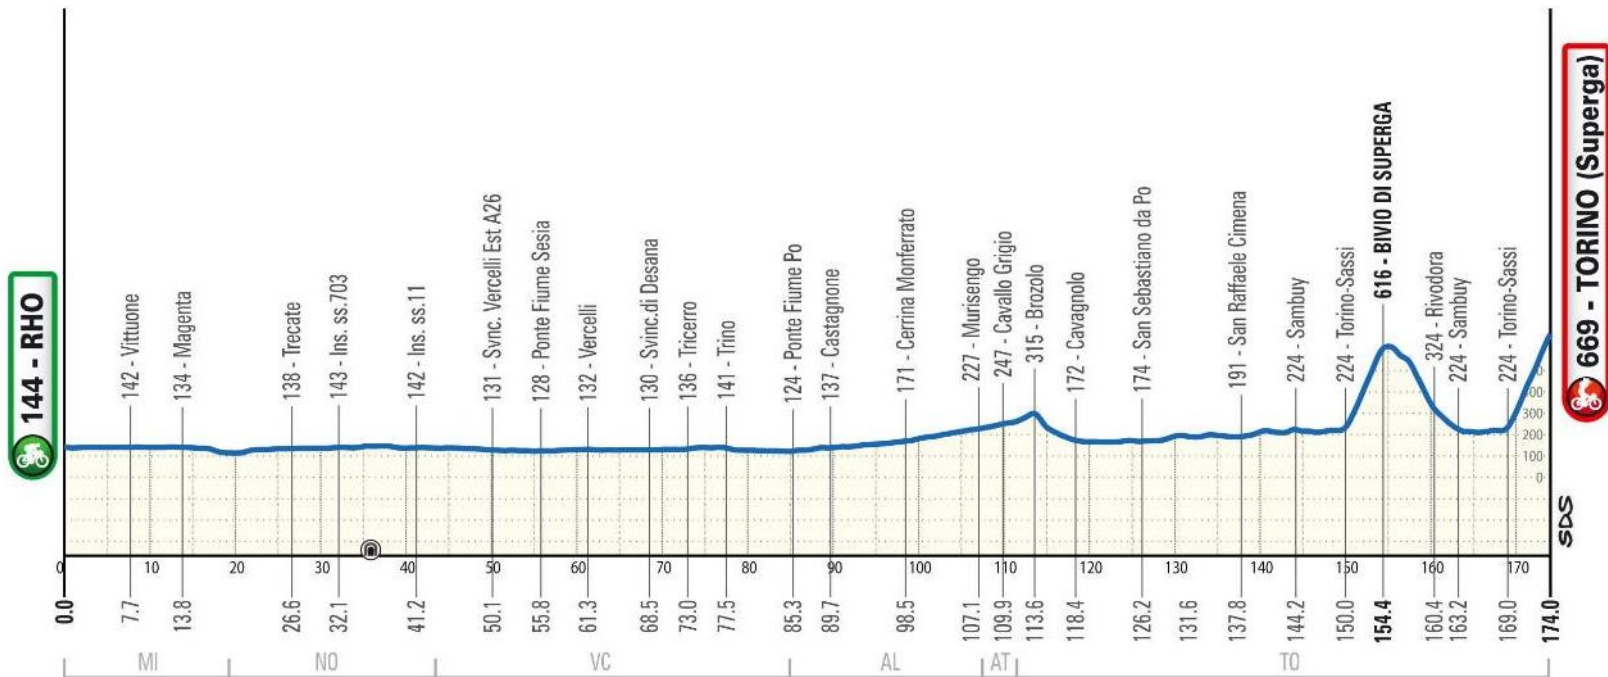 144 - RHO
142 - Vittuone
134 - Magenta
138 - Trecate
143 - Ins. ss.703
142 - Ins. ss.11
131 - Svnc. Vercelli Est A26
128 - Ponte Fiume Sesia
132 - Vercelli
130 - Svinc.di Desana
136 - Tricerro
141 - Trino
124 - Ponte Fiume Po
137 - Castagnone
171 - Cerrina Monferrato
227 - Murisengo
247 - Cavallo Grigio
315 - Brozolo
172 - Cavagnolo
174 - San Sebastiano da Po
191 - San Raffaele Cimena
224 - Sambuy
224 - Torino-Sassi
616 - BIVIO DI SUPERGA
324 - Rivodora
224 - Sambuy
224 - Torino-Sassi
669 - TORINO (Superga)
400
300
200
100
0
SDS
0 10 20 30 40 50 60 70 80 90 100 110 120 130 140 150 160 170
0.0 7.7 13.8 26.6 32.1 41.2 50.1 55.8 61.3 68.5 73.0 77.5 85.3 89.7 98.5 107.1 109.9 113.6 118.4 126.2 131.6 137.8 144.2 150.0 154.4 160.4 163.2 169.0 174.0
MI NO VC AL AT TO